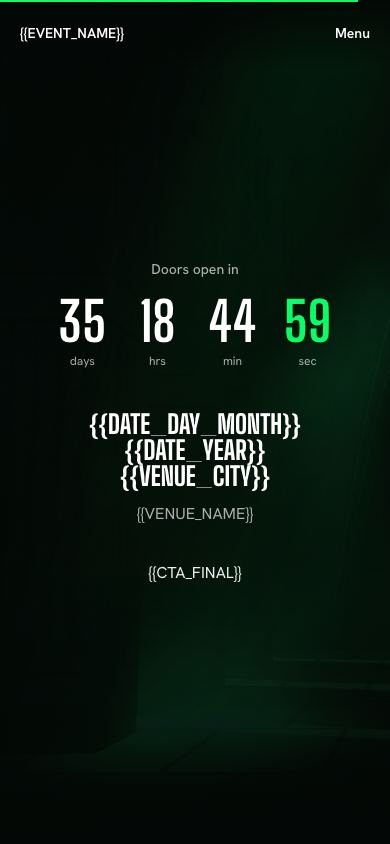 {{EVENT_NAME}} Menu
Doors open in
35 18 44 59
days hrs min sec
{{DATE_DAY_MONTH}}
{{DATE_YEAR}}
{{VENUE_CITY}}
{{VENUE_NAME}}
{{CTA_FINAL}}